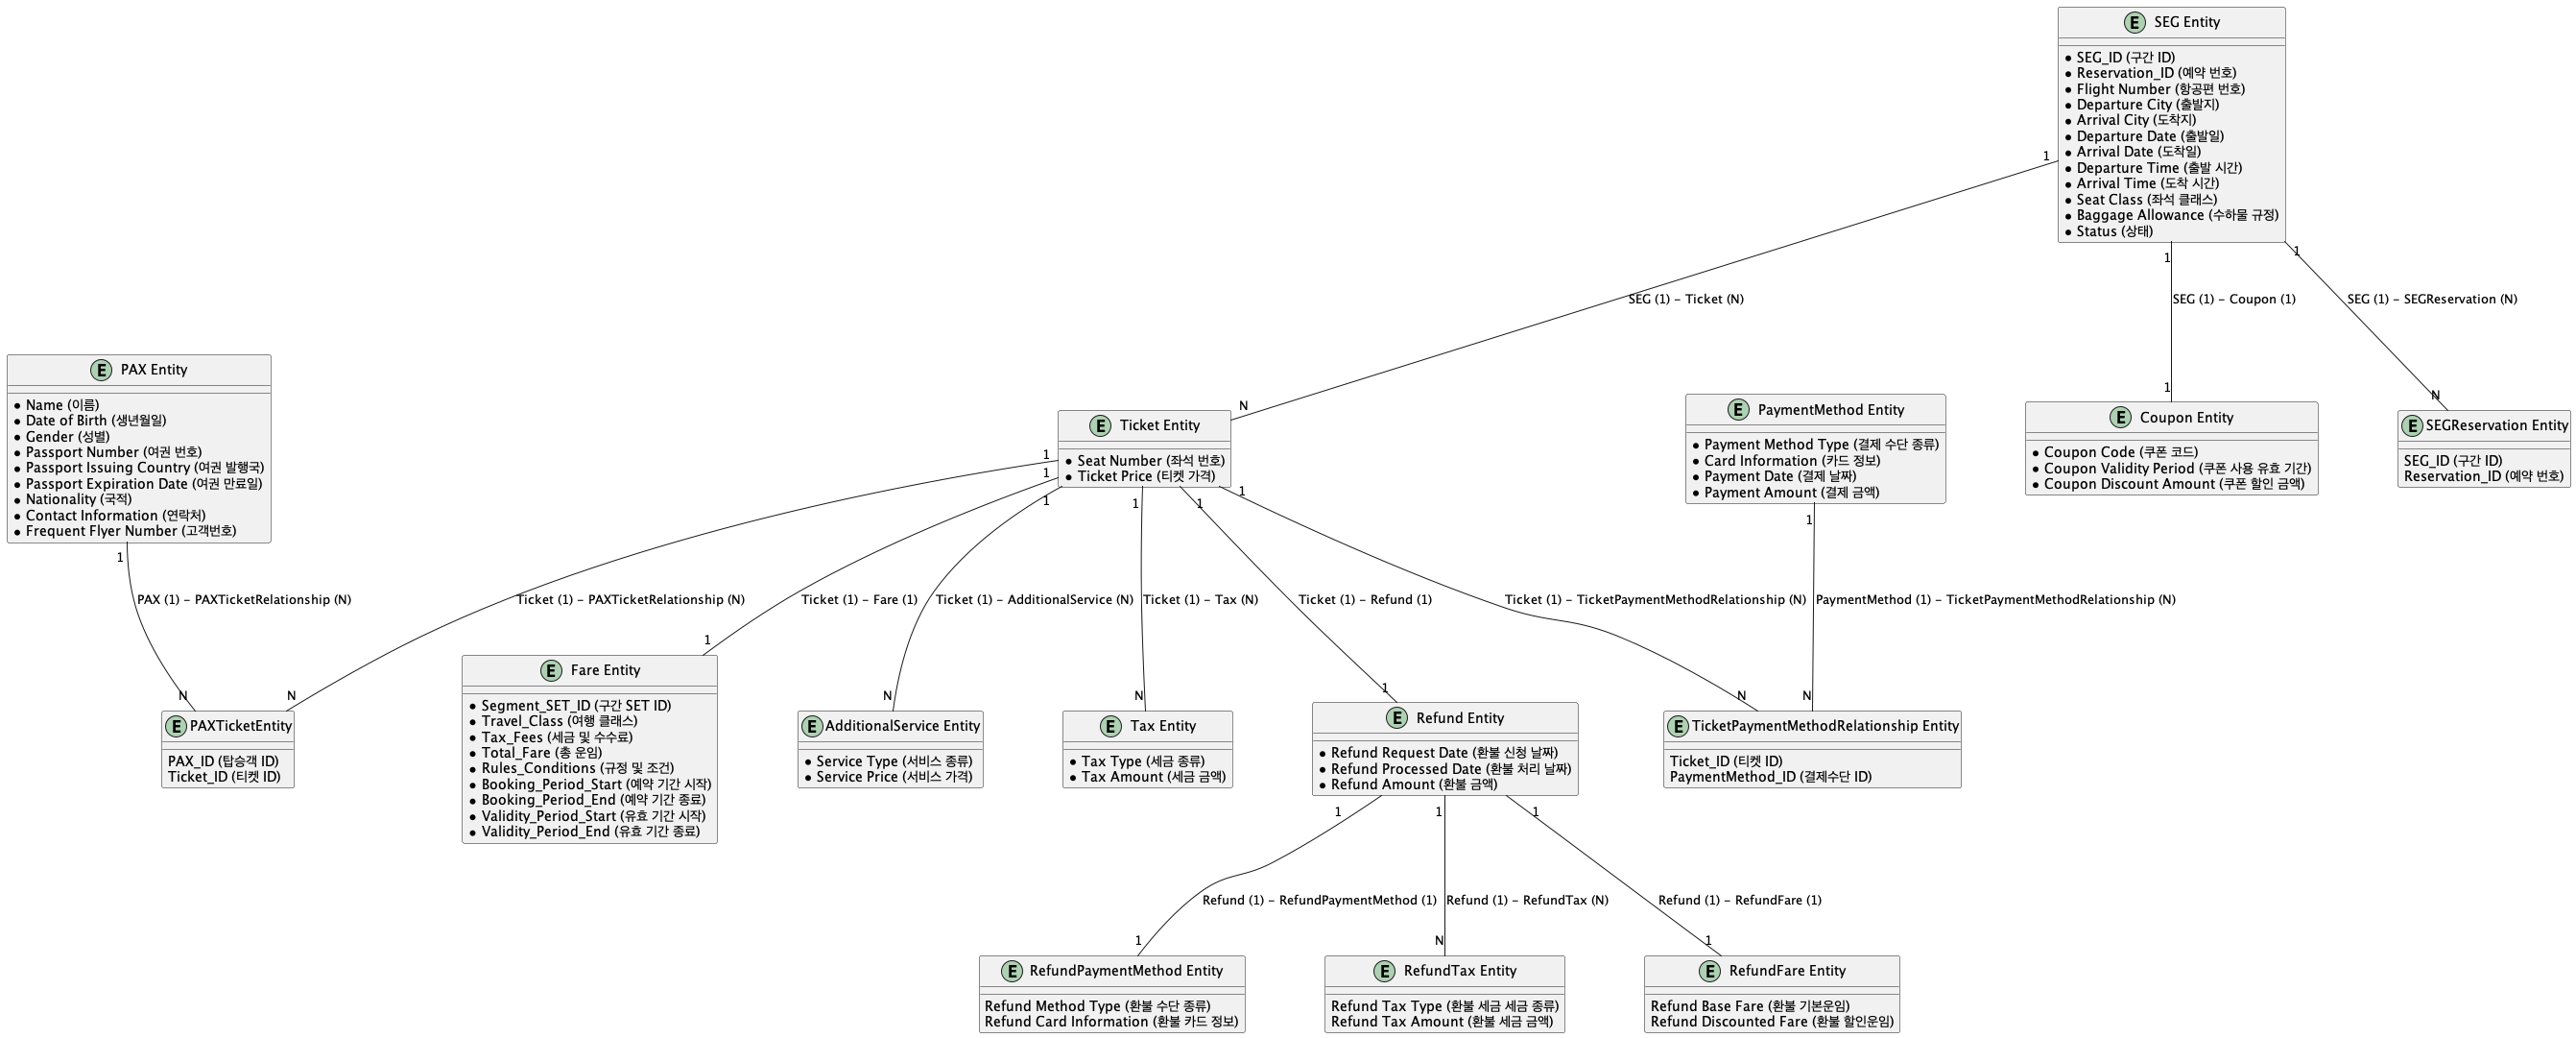 E SEG Entity
SEG_ID (구간 ID)
Reservation_ID (예약 번호)
Flight Number (항공편 번호)
Departure City (출발지)
Arrival City (도착지)
Departure Date (출발일)
Arrival Date (도착일)
Departure Time (출발 시간)
Arrival Time (도착 시간)
Seat Class (좌석 클래스)
Baggage Allowance (수하물 규정)
Status (상태)
1
1
1
SEG (1) - Ticket (N)
SEG (1) - Coupon (1)
SEG (1) - SEGReservation (N)
N
1
N
E PAX Entity
Name (이름)
Date of Birth (생년월일)
Gender (성별)
Passport Number (여권 번호)
Passport Issuing Country (여권 발행국)
Passport Expiration Date (여권 만료일)
Nationality (국적)
Contact Information (연락처)
Frequent Flyer Number (고객번호)
E Ticket Entity
Seat Number (좌석 번호)
Ticket Price (티켓 가격)
E PaymentMethod Entity
Payment Method Type (결제 수단 종류)
Card Information (카드 정보)
Payment Date (결제 날짜)
Payment Amount (결제 금액)
E Coupon Entity
Coupon Code (쿠폰 코드)
Coupon Validity Period (쿠폰 사용 유효 기간)
Coupon Discount Amount (쿠폰 할인 금액)
E SEGReservation Entity
SEG_ID (구간 ID)
Reservation_ID (예약 번호)
1
1
1
1
1
1
1
1
PAX (1) - PAXTicketRelationship (N)
Ticket (1) - PAXTicketRelationship (N)
Ticket (1) - Fare (1)
Ticket (1) - AdditionalService (N)
Ticket (1) - Tax (N)
Ticket (1) - Refund (1)
Ticket (1) - TicketPaymentMethodRelationship (N)
PaymentMethod (1) - TicketPaymentMethodRelationship (N)
N
N
1
N
N
1
N
N
E PAXTicketEntity
PAX_ID (탑승객 ID)
Ticket_ID (티켓 ID)
E Fare Entity
Segment_SET_ID (구간 SET ID)
Travel_Class (여행 클래스)
Tax_Fees (세금 및 수수료)
Total_Fare (총 운임)
Rules_Conditions (규정 및 조건)
Booking_Period_Start (예약 기간 시작)
Booking_Period_End (예약 기간 종료)
Validity_Period_Start (유효 기간 시작)
Validity_Period_End (유효 기간 종료)
E AdditionalService Entity
Service Type (서비스 종류)
Service Price (서비스 가격)
E Tax Entity
Tax Type (세금 종류)
Tax Amount (세금 금액)
E Refund Entity
Refund Request Date (환불 신청 날짜)
Refund Processed Date (환불 처리 날짜)
Refund Amount (환불 금액)
E TicketPaymentMethodRelationship Entity
Ticket_ID (티켓 ID)
PaymentMethod_ID (결제수단 ID)
1
1
1
Refund (1) - RefundPaymentMethod (1)
Refund (1) - RefundTax (N)
Refund (1) - RefundFare (1)
1
N
1
E RefundPaymentMethod Entity
Refund Method Type (환불 수단 종류)
Refund Card Information (환불 카드 정보)
E RefundTax Entity
Refund Tax Type (환불 세금 세금 종류)
Refund Tax Amount (환불 세금 금액)
E RefundFare Entity
Refund Base Fare (환불 기본운임)
Refund Discounted Fare (환불 할인운임)